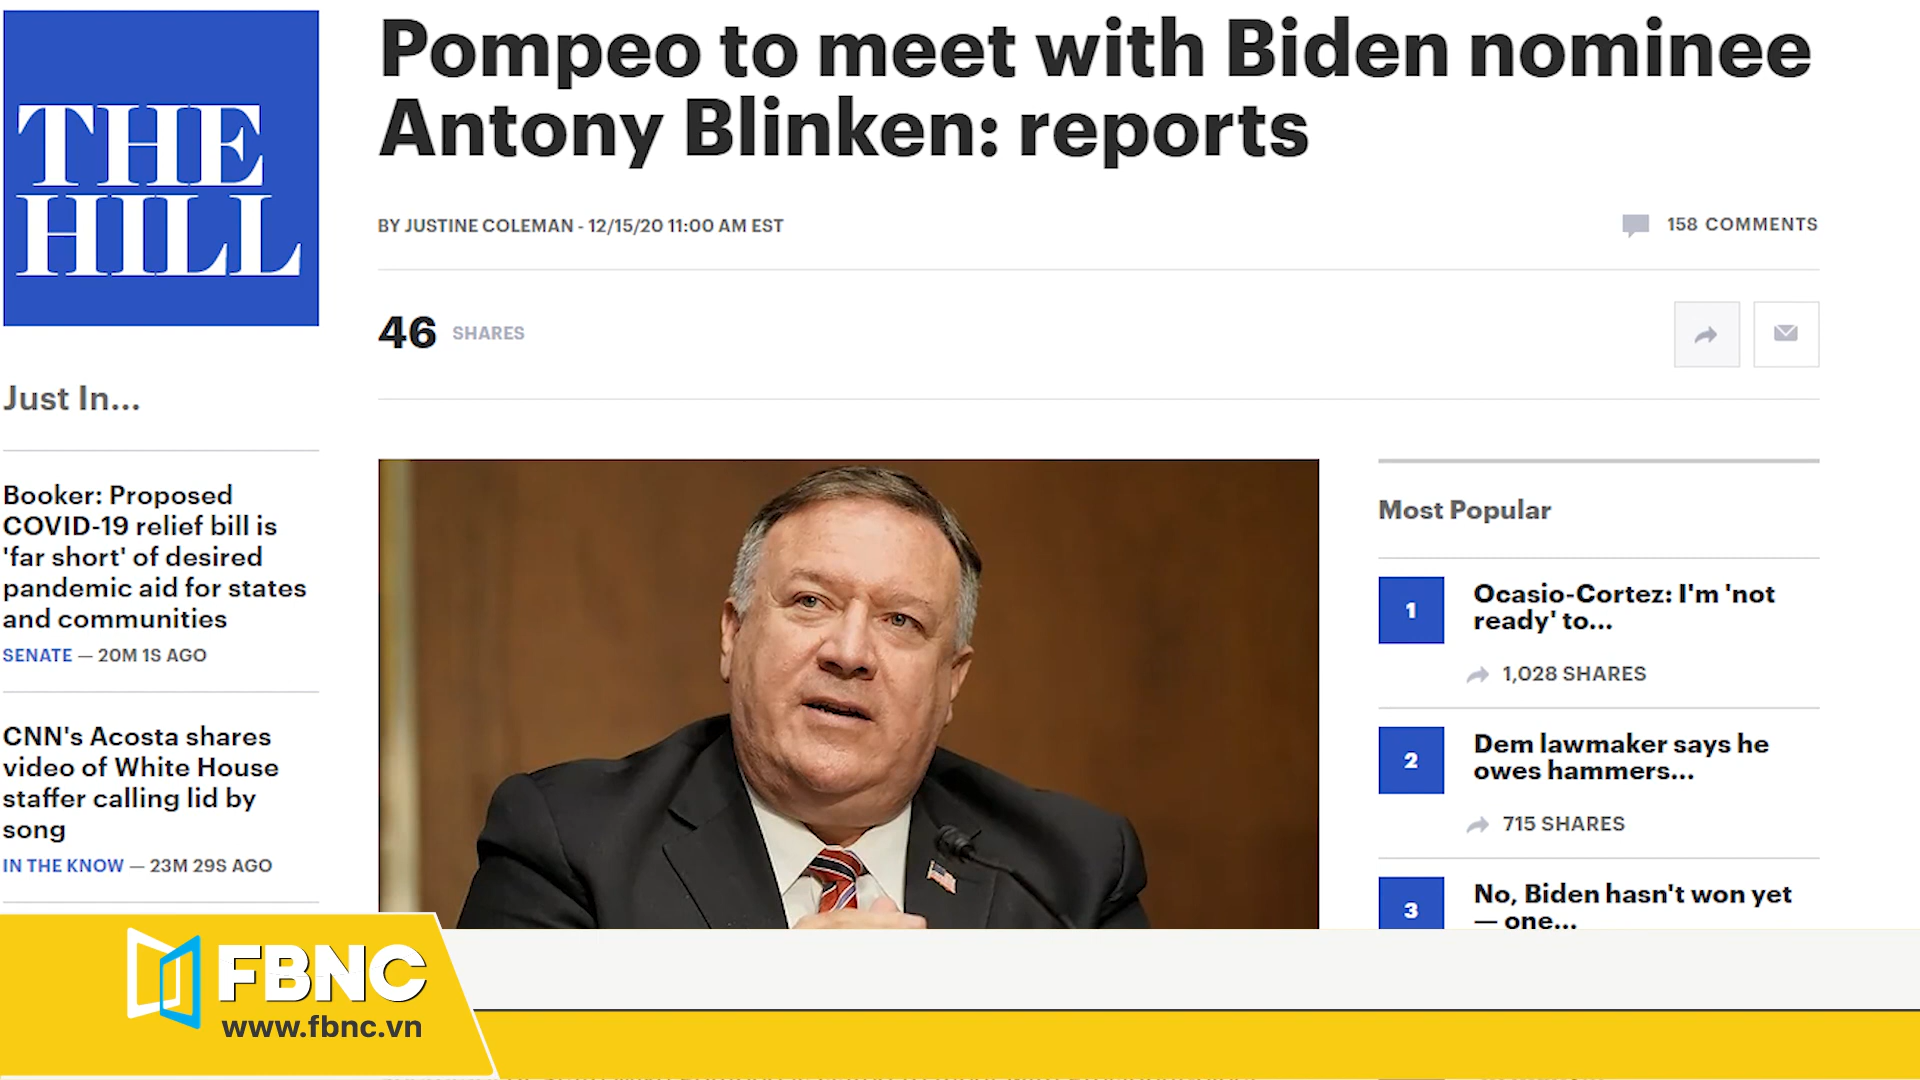 THE
HILL
Pompeo to meet with Biden nominee
Antony Blinken: reports
BY JUSTINE COLEMAN - 12/15/20 11:00 AM EST
158 COMMENTS
46 SHARES
Just In...
Booker: Proposed
COVID-19 relief bill is
'far short' of desired
pandemic aid for states
and communities
SENATE — 20M 1S AGO
CNN's Acosta shares
video of White House
staffer calling lid by
song
IN THE KNOW — 23M 29S AGO
Most Popular
1
Ocasio-Cortez: I'm 'not
ready' to...
1,028 SHARES
2
Dem lawmaker says he
owes hammers...
715 SHARES
3
No, Biden hasn't won yet
— one...
FBNC
www.fbnc.vn